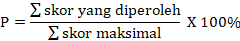 P = ∑ skor yang diperoleh / ∑ skor maksimal X 100%